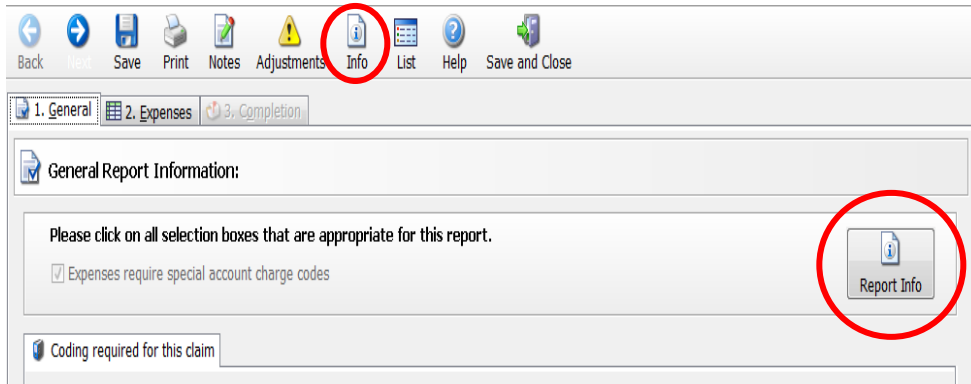 Back Next Save Print Notes Adjustments Info List Help Save and Close
1. General 2. Expenses 3. Completion
General Report Information:
Please click on all selection boxes that are appropriate for this report.
Expenses require special account charge codes
Report Info
Coding required for this claim